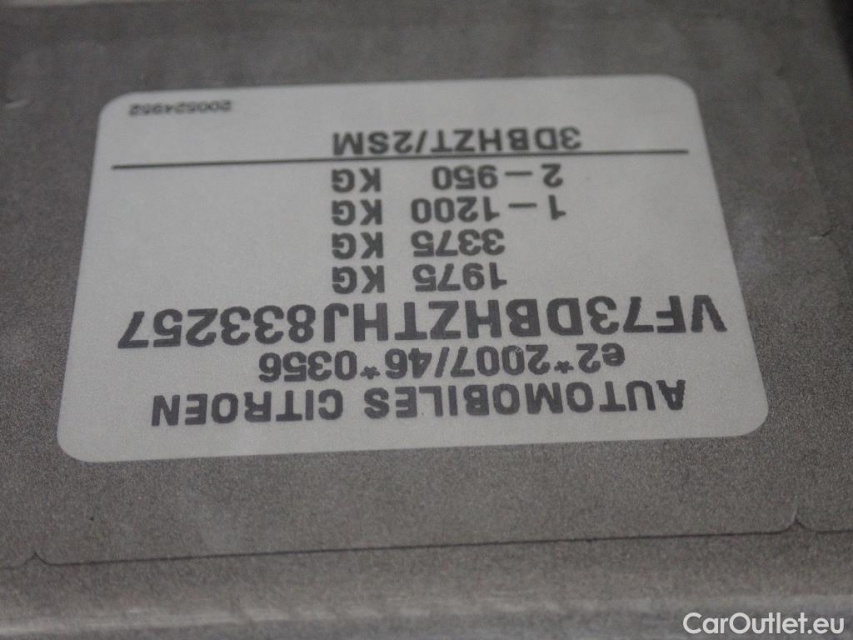 AUTOMOBILES CITROEN
e2*2007/46*0356
VF73DBHZTHJ833257
1975 KG
3375 KG
1-1200 KG
2-950 KG
3DBHZT/2SM
200524952
CarOutlet.eu